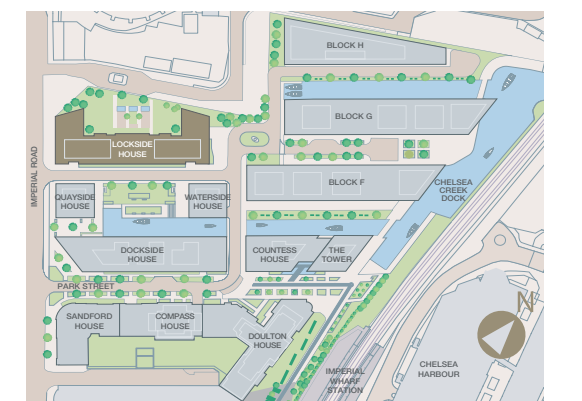 BLOCK H
BLOCK G
LOCKSIDE
HOUSE
IMPERIAL ROAD
BLOCK F
CHELSEA
CREEK
DOCK
QUAYSIDE
HOUSE
WATERSIDE
HOUSE
DOCKSIDE
HOUSE
COUNTESS
HOUSE
THE
TOWER
PARK STREET
SANDFORD
HOUSE
COMPASS
HOUSE
DOULTON
HOUSE
N
IMPERIAL
WHARF
STATION
CHELSEA
HARBOUR